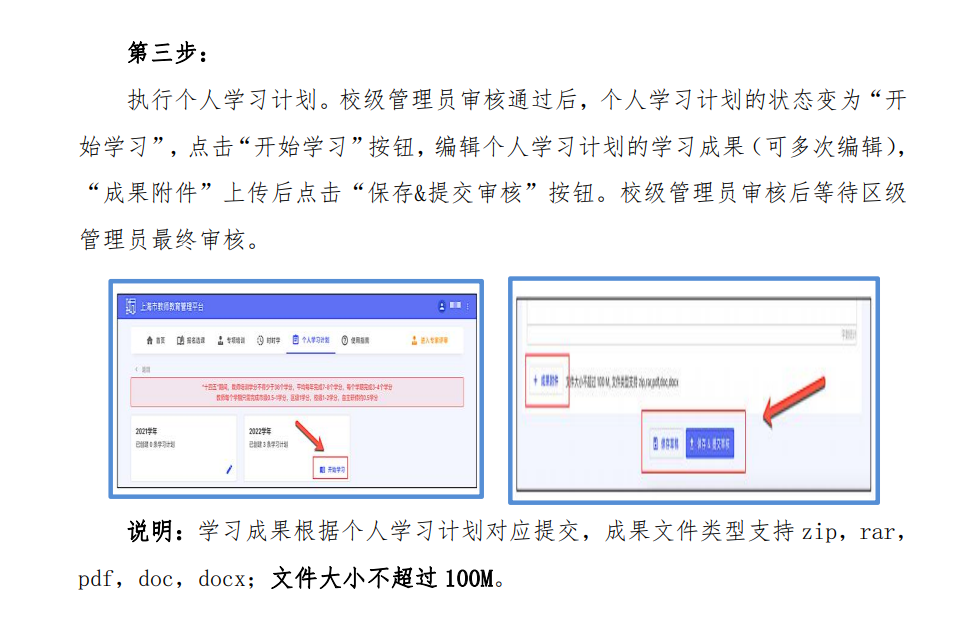 第三步：
执行个人学习计划。校级管理员审核通过后，个人学习计划的状态变为“开
始学习”，点击“开始学习”按钮，编辑个人学习计划的学习成果（可多次编辑），
“成果附件”上传后点击“保存&提交审核”按钮。校级管理员审核后等待区级
管理员最终审核。
上海市教师教育管理平台
首页 报名选课 专项培训 时时学 个人学习计划 使用指南 进入专家评审
返回
2021学年
已创建 0 条学习计划
2022学年
已创建 3 条学习计划
开始学习
+ 成果附件 文件大小不超过 100 M, 文件类型支持 zip,rar,pdf,doc,docx
保存草稿 保存 & 提交审核
说明：学习成果根据个人学习计划对应提交，成果文件类型支持 zip，rar，
pdf，doc，docx；文件大小不超过 100M。